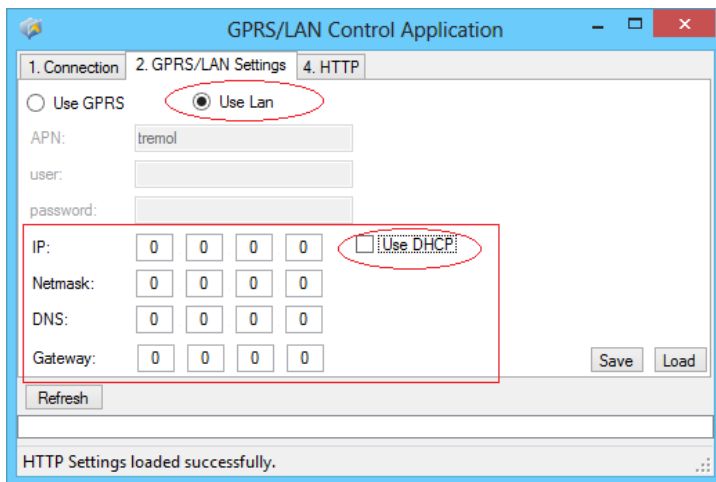 GPRS/LAN Control Application
1. Connection 2. GPRS/LAN Settings 4. HTTP
Use GPRS Use Lan
APN: tremol
user:
password:
IP: 0 0 0 0 Use DHCP
Netmask: 0 0 0 0
DNS: 0 0 0 0
Gateway: 0 0 0 0 Save Load
Refresh
HTTP Settings loaded successfully.